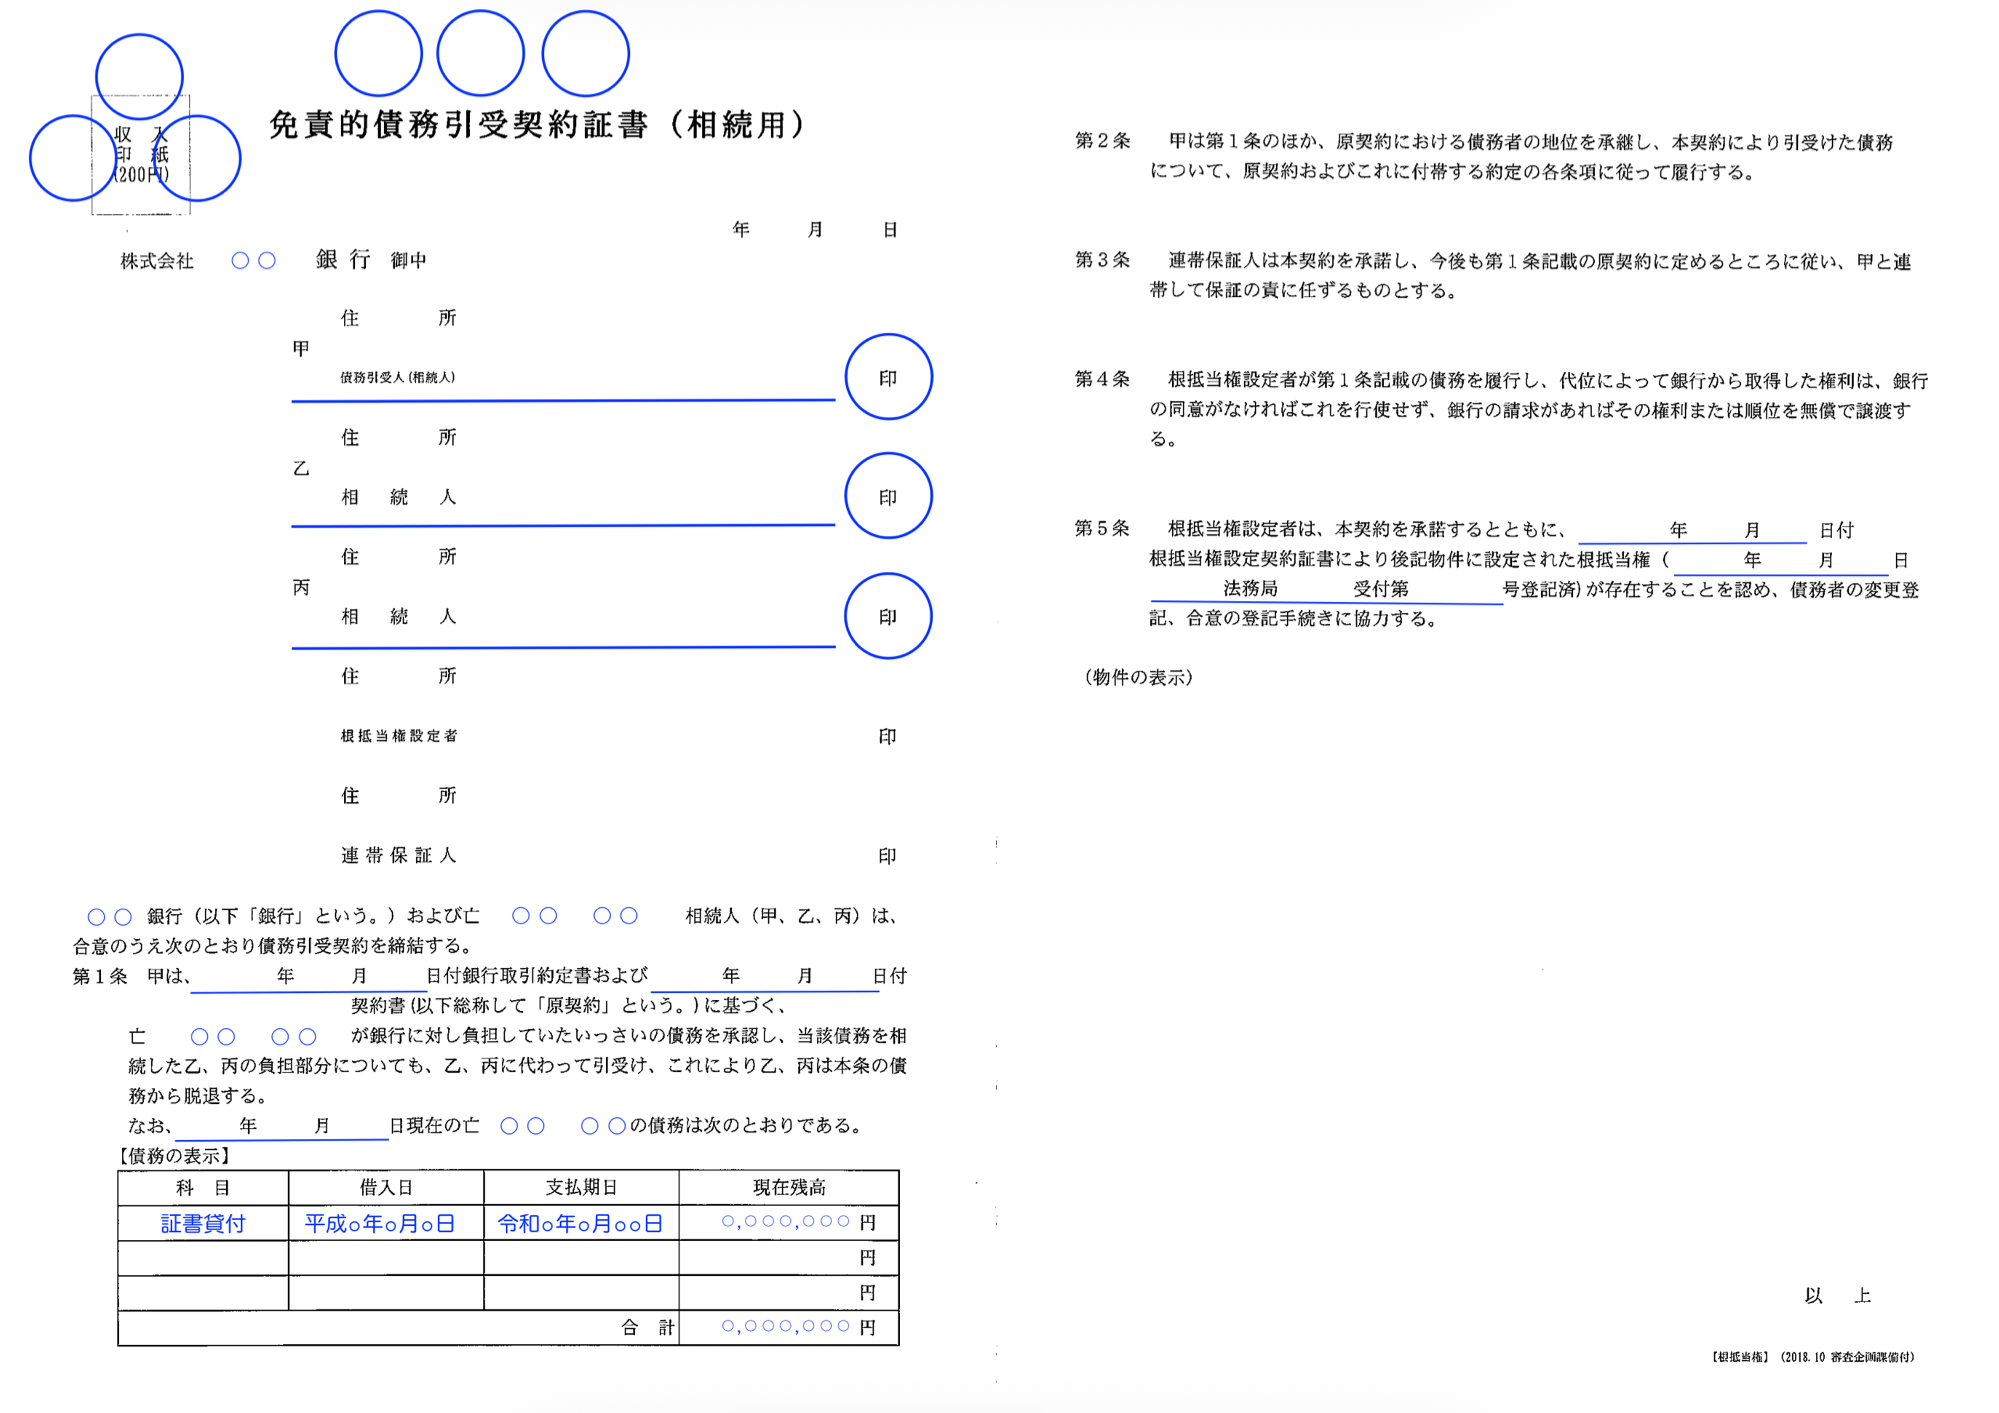 収　入
印　紙
(200円)
免責的債務引受契約証書（相続用）
年　　月　　日
株式会社　○○　銀行　御中
住　　所
甲
債務引受人(相続人)　印
住　　所
乙
相　続　人　印
住　　所
丙
相　続　人　印
住　　所
根抵当権設定者　印
住　　所
連帯保証人　印
○○銀行（以下「銀行」という。）および亡　○○　○○　相続人（甲、乙、丙）は、
合意のうえ次のとおり債務引受契約を締結する。
第１条　甲は、　　年　　月　　日付銀行取引約定書および　　年　　月　　日付
契約書(以下総称して「原契約」という。)に基づく、
亡　○○　○○　が銀行に対し負担していたいっさいの債務を承認し、当該債務を相
続した乙、丙の負担部分についても、乙、丙に代わって引受け、これにより乙、丙は本条の債
務から脱退する。
なお、　　年　　月　　日現在の亡　○○　○○の債務は次のとおりである。
【債務の表示】
科　目　借入日　支払期日　現在残高
証書貸付　平成○年○月○日　令和○年○月○○日　○,○○○,○○○ 円
円
円
合　計　○,○○○,○○○ 円
第２条　甲は第１条のほか、原契約における債務者の地位を承継し、本契約により引受けた債務
について、原契約およびこれに付帯する約定の各条項に従って履行する。
第３条　連帯保証人は本契約を承諾し、今後も第１条記載の原契約に定めるところに従い、甲と連
帯して保証の責に任ずるものとする。
第４条　根抵当権設定者が第１条記載の債務を履行し、代位によって銀行から取得した権利は、銀行
の同意がなければこれを行使せず、銀行の請求があればその権利または順位を無償で譲渡す
る。
第５条　根抵当権設定者は、本契約を承諾するとともに、　　年　　月　　日付
根抵当権設定契約証書により後記物件に設定された根抵当権（　　年　　月　　日
法務局　　受付第　　号登記済)が存在することを認め、債務者の変更登
記、合意の登記手続きに協力する。
（物件の表示）
以　上
【根抵当権】（2018.10 審査企画課備付）